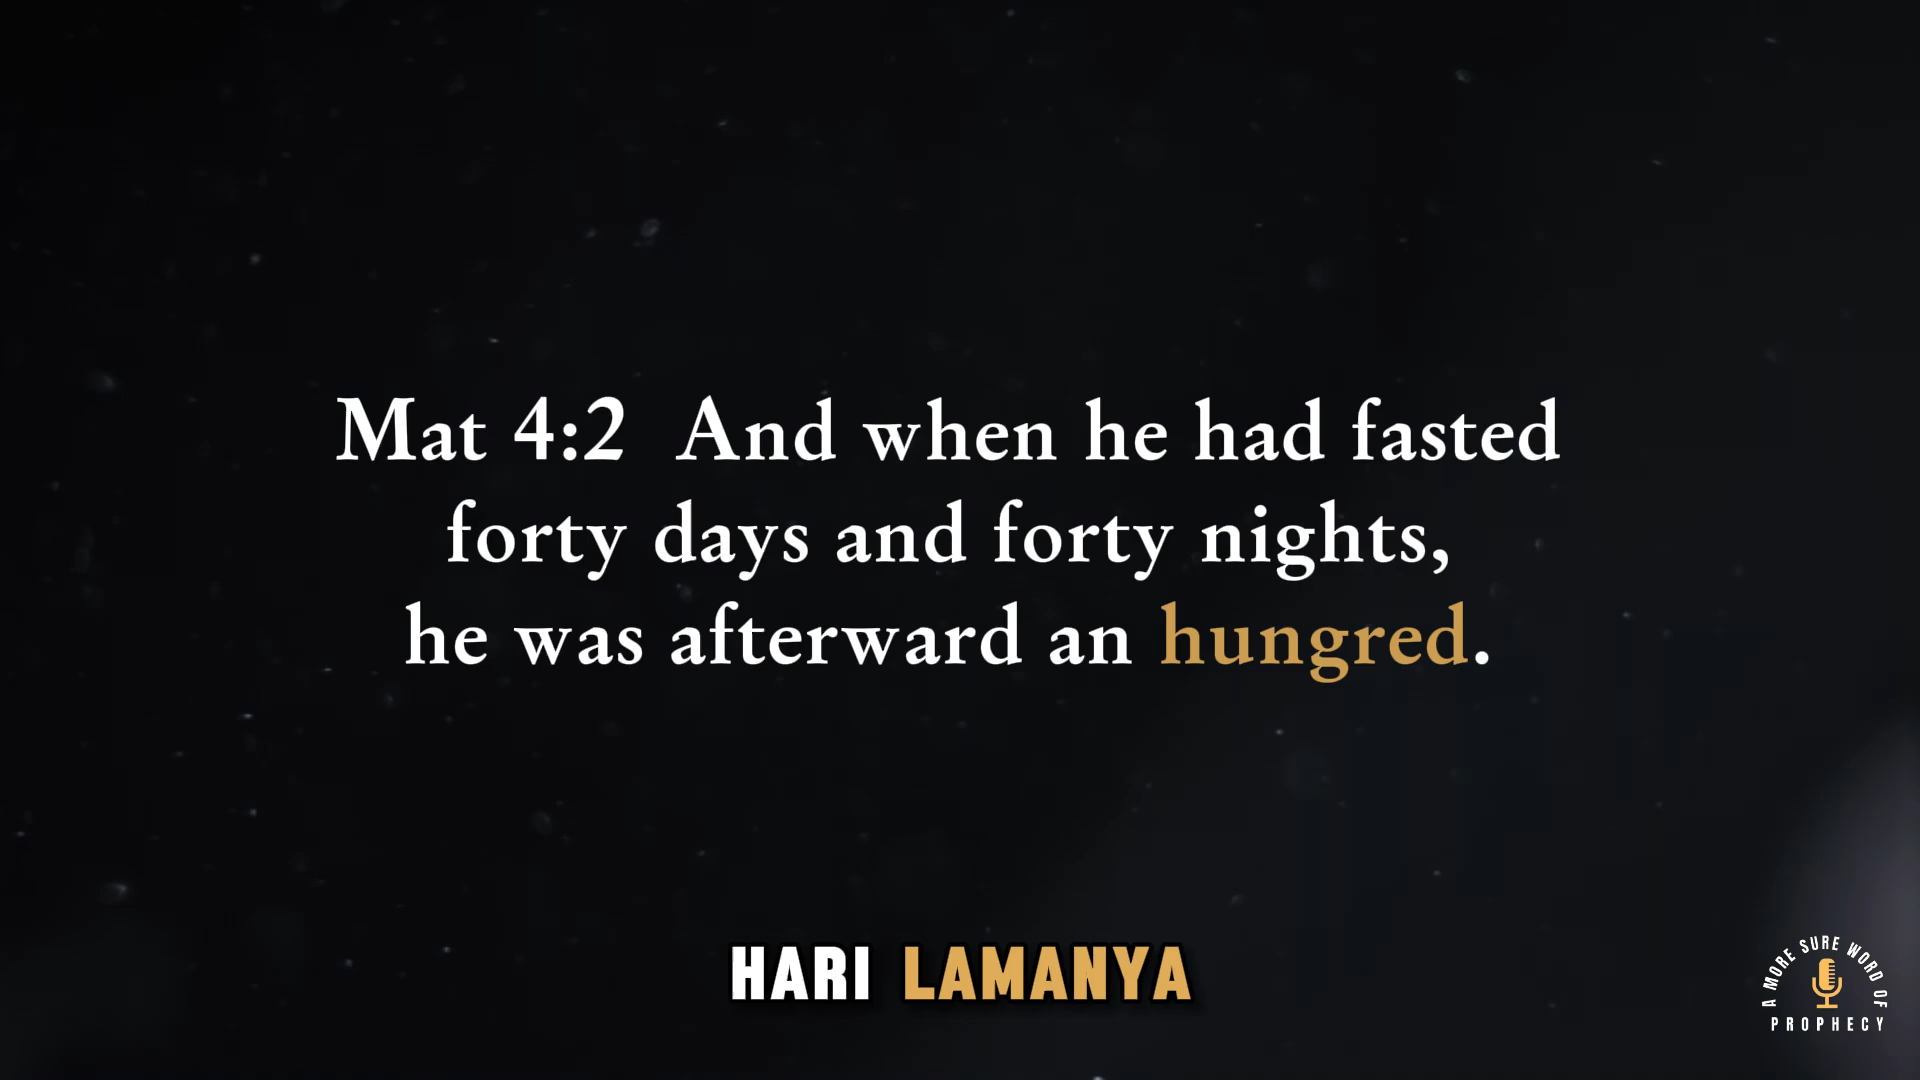 Mat 4:2  And when he had fasted
forty days and forty nights,
he was afterward an hungred.
HARI LAMANYA
A MORE SURE WORD OF
PROPHECY